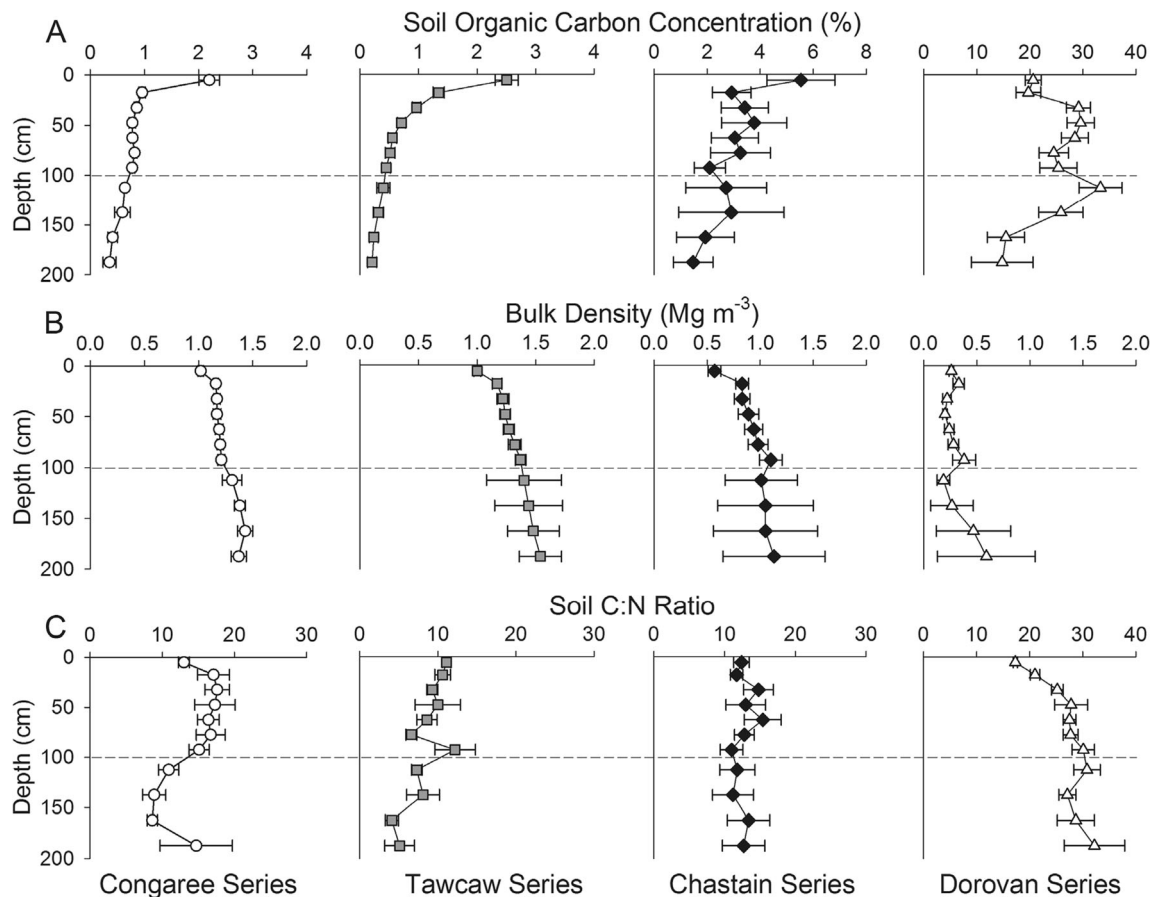 A
Soil Organic Carbon Concentration (%)
0 1 2 3 4
0 1 2 3 4
0 2 4 6 8
0 10 20 30 40
Depth (cm)
0
50
100
150
200
B
Bulk Density (Mg m-3)
0.0 0.5 1.0 1.5 2.0
0.0 0.5 1.0 1.5 2.0
0.0 0.5 1.0 1.5 2.0
0.0 0.5 1.0 1.5 2.0
Depth (cm)
0
50
100
150
200
C
Soil C:N Ratio
0 10 20 30
0 10 20 30
0 10 20 30
0 10 20 30 40
Depth (cm)
0
50
100
150
200
Congaree Series
Tawcaw Series
Chastain Series
Dorovan Series